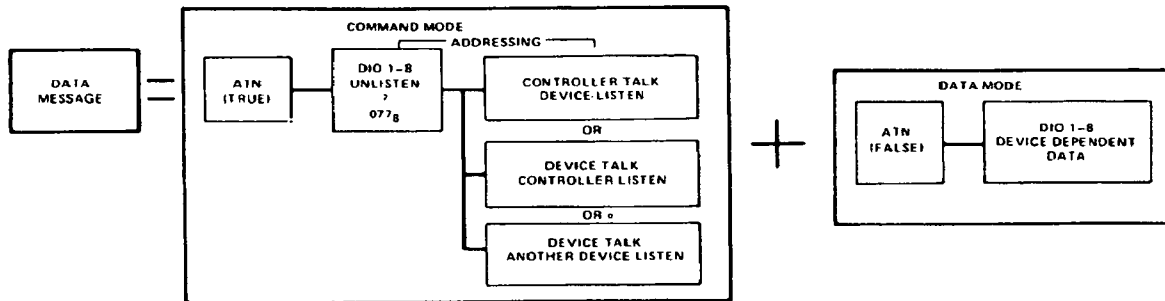 DATA
MESSAGE
=
COMMAND MODE
ADDRESSING
ATN
(TRUE)
DIO 1-8
UNLISTEN
?
077₈
CONTROLLER TALK
DEVICE-LISTEN
OR
DEVICE TALK
CONTROLLER LISTEN
OR
DEVICE TALK
ANOTHER DEVICE LISTEN
+
DATA MODE
ATN
(FALSE)
DIO 1-8
DEVICE DEPENDENT
DATA